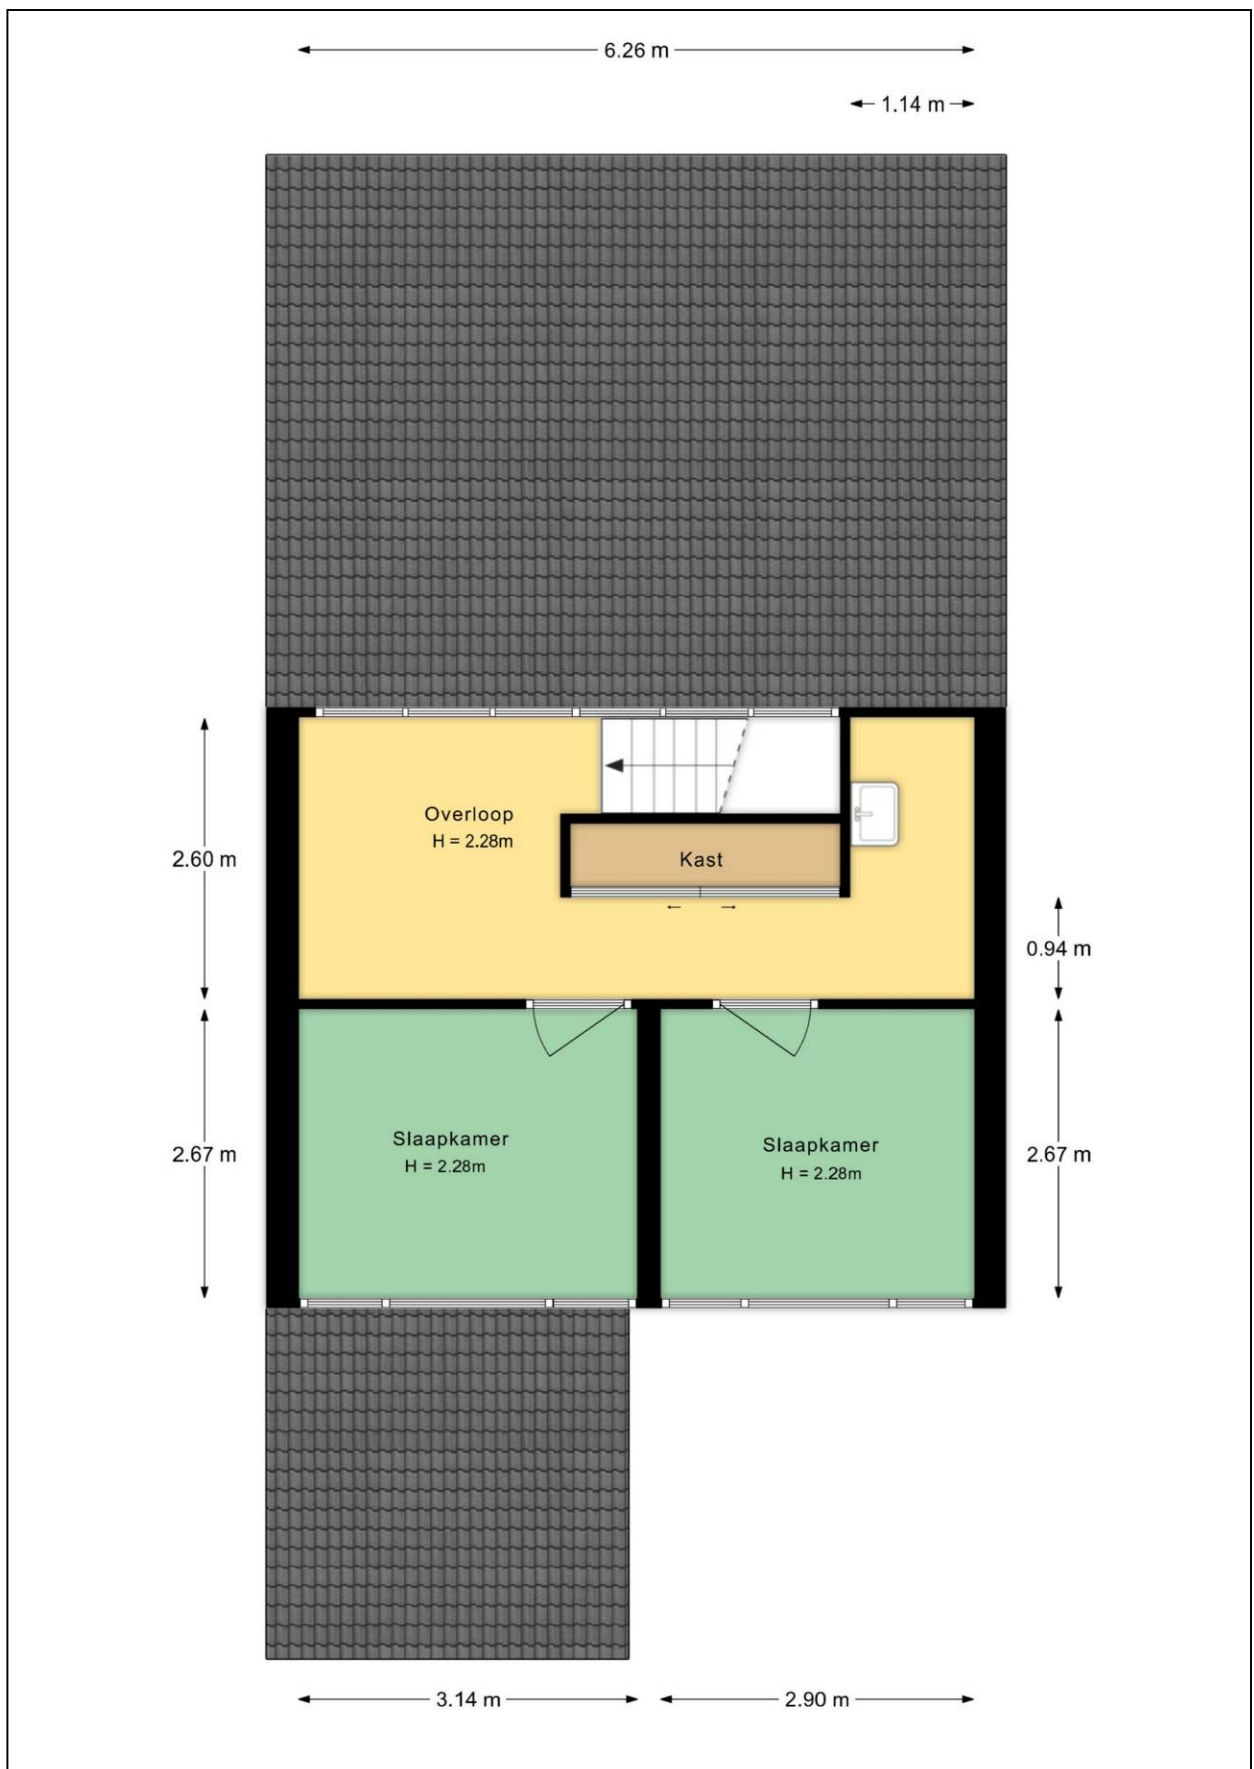 6.26 m
1.14 m
Overloop
H = 2.28m
Kast
2.60 m
0.94 m
Slaapkamer
H = 2.28m
Slaapkamer
H = 2.28m
2.67 m
2.67 m
3.14 m
2.90 m